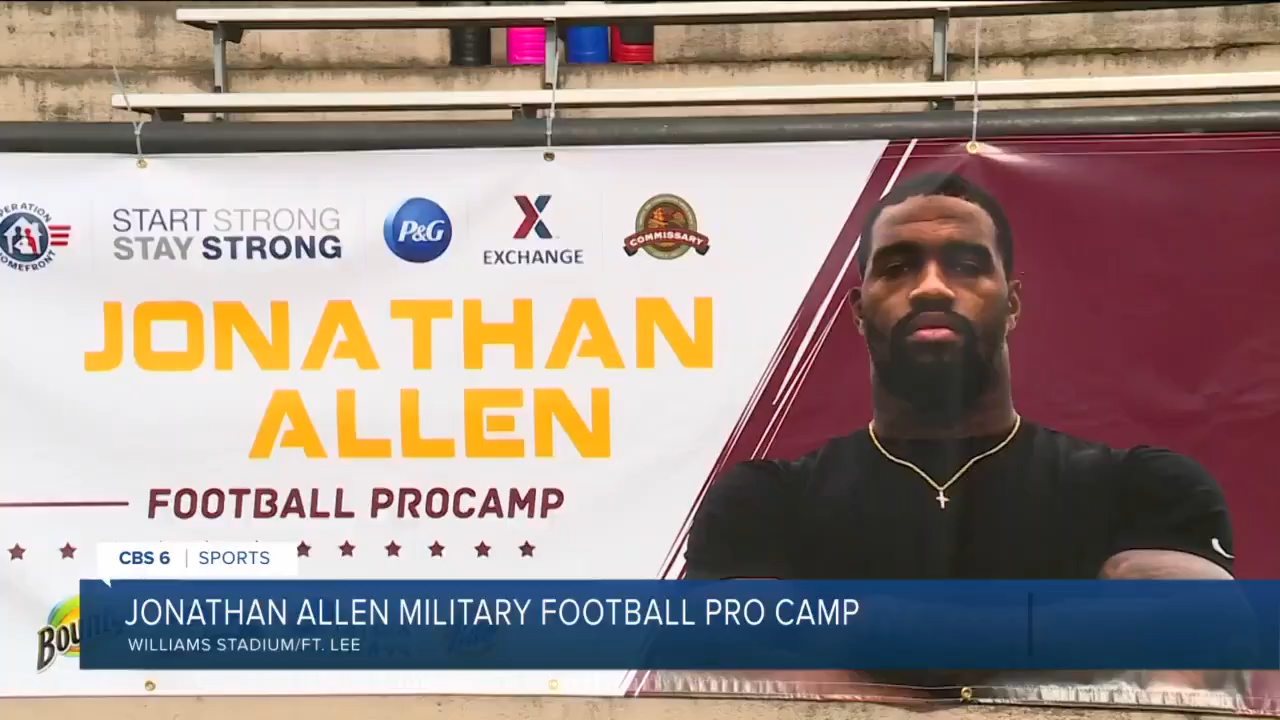 OPERATION
HOMEFRONT
START STRONG
STAY STRONG
P&G
EXCHANGE
COMMISSARY
JONATHAN
ALLEN
FOOTBALL PROCAMP
CBS 6 | SPORTS
JONATHAN ALLEN MILITARY FOOTBALL PRO CAMP
WILLIAMS STADIUM/FT. LEE